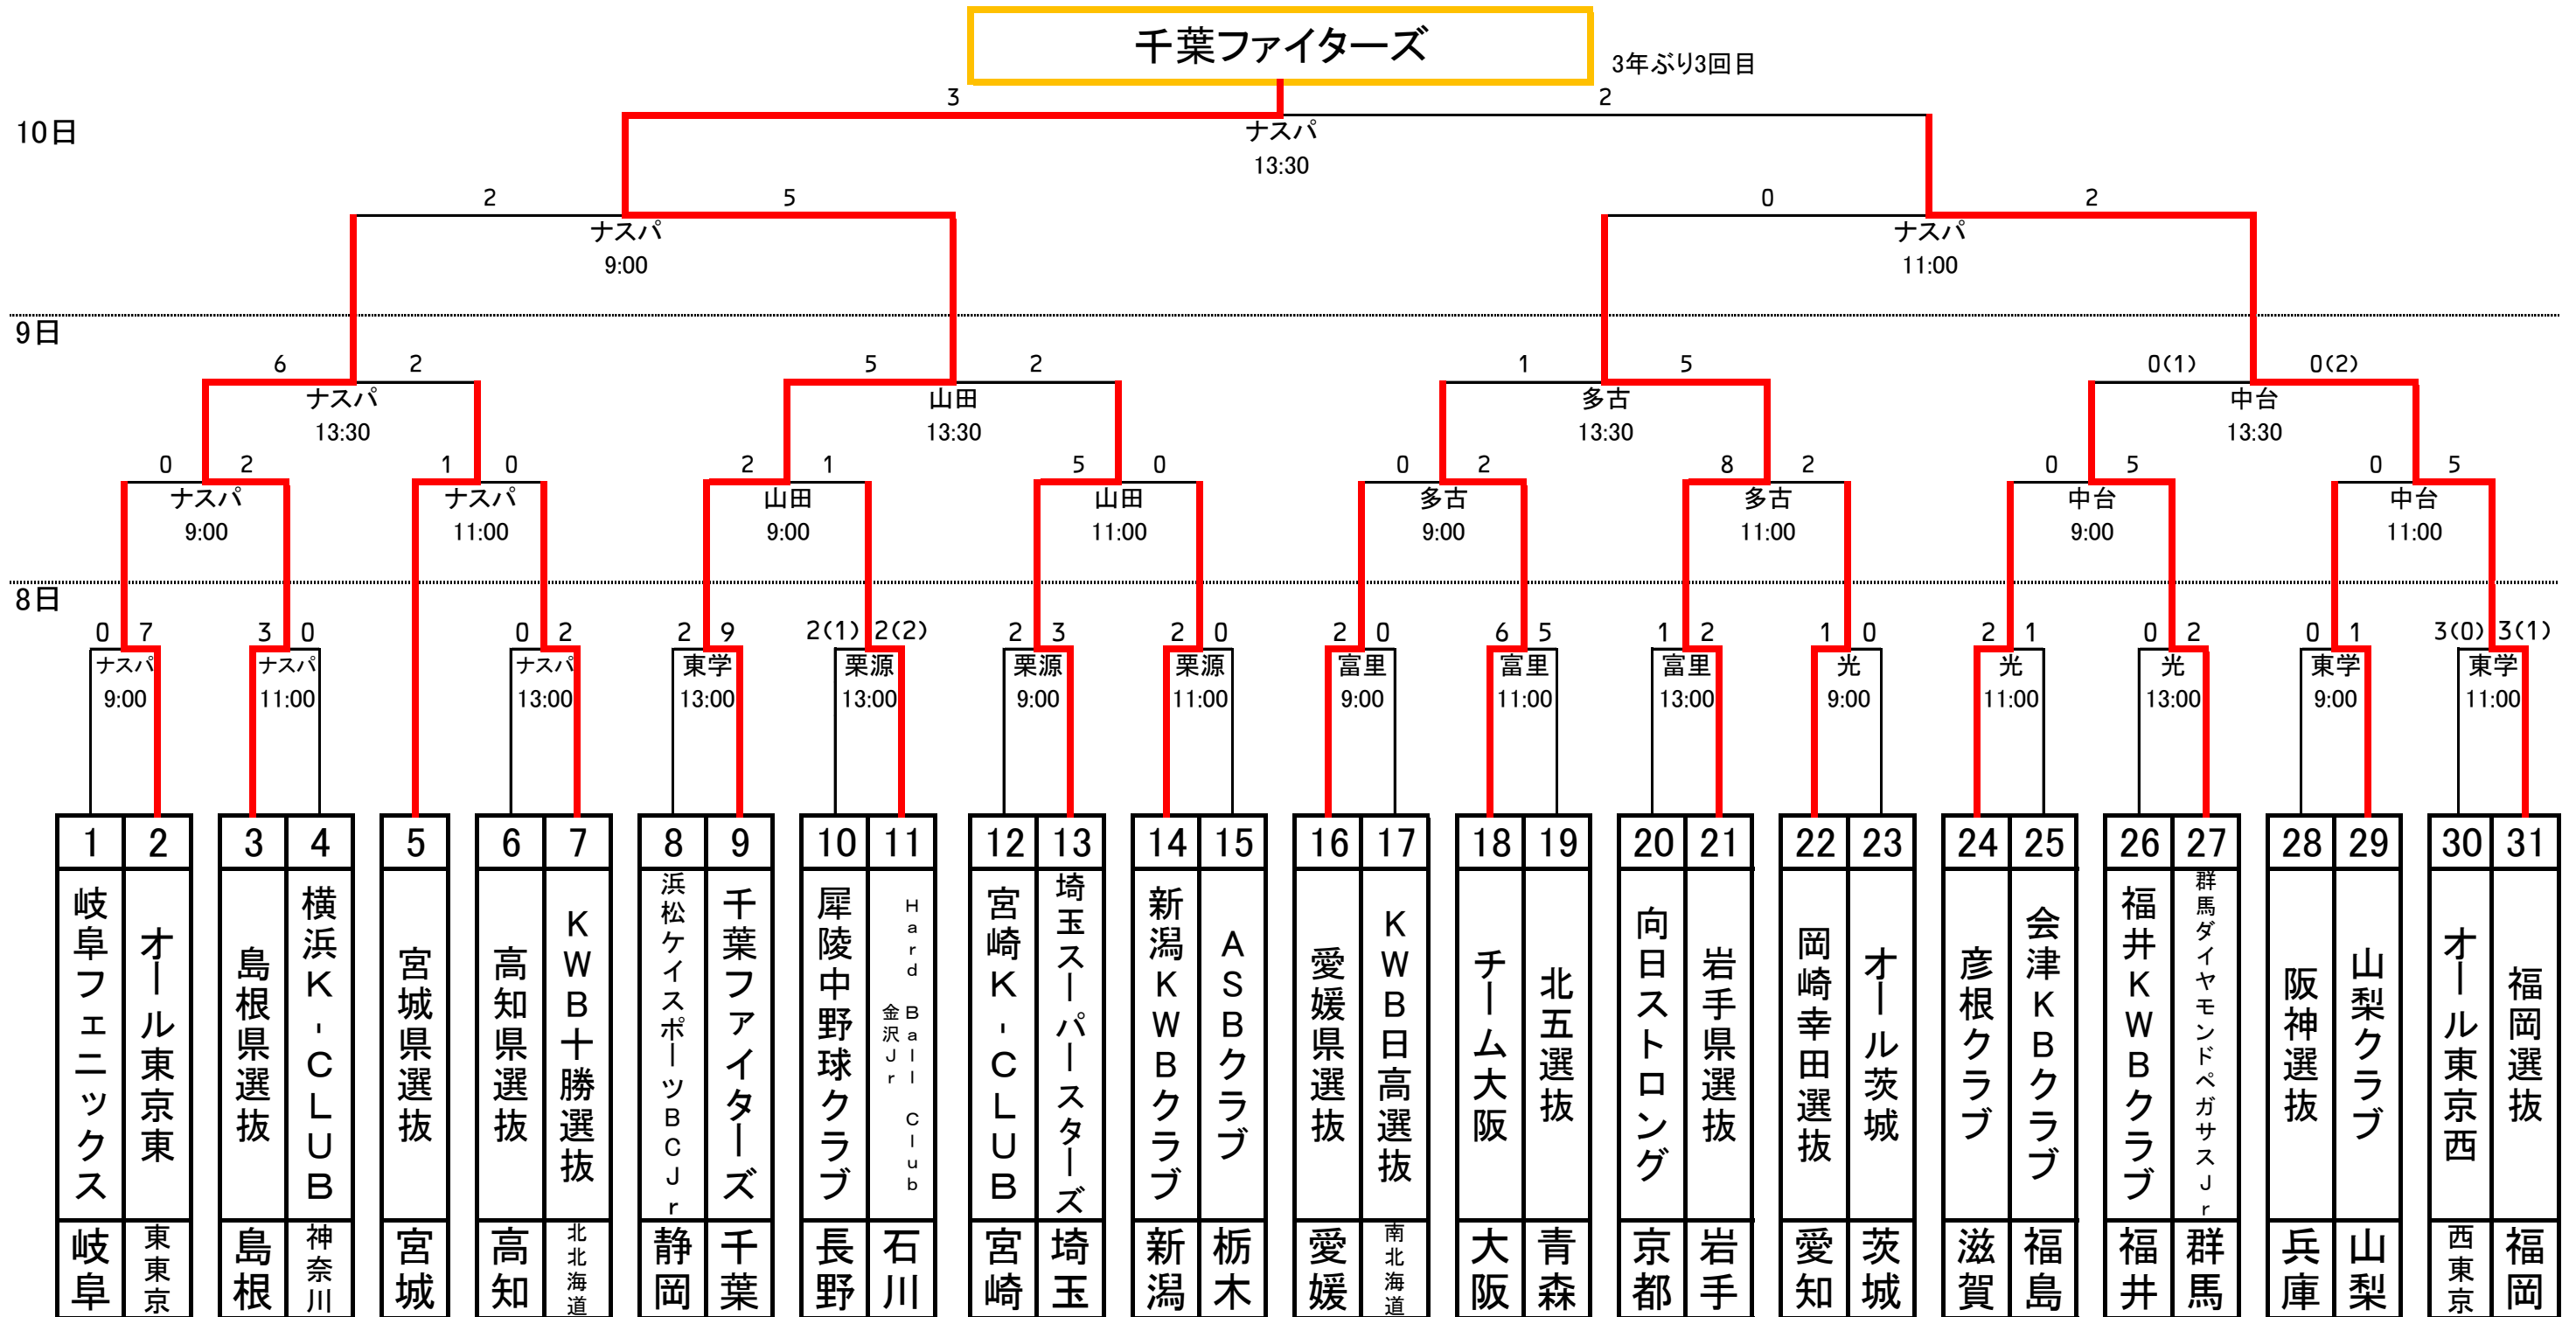 千葉ファイターズ
3年ぶり3回目
3 2
10日
ナスパ
13:30
2 5 0 2
ナスパ ナスパ
9:00 11:00
9日
6 2 5 2 1 5 0(1) 0(2)
ナスパ 山田 多古 中台
13:30 13:30 13:30 13:30
0 2 1 0 2 1 5 0 0 2 8 2 0 5 0 5
ナスパ ナスパ 山田 山田 多古 多古 中台 中台
9:00 11:00 9:00 11:00 9:00 11:00 9:00 11:00
8日
0 7 3 0 0 2 2 9 2(1) 2(2) 2 3 2 0 2 0 6 5 1 2 1 0 2 1 0 2 0 1 3(0) 3(1)
ナスパ ナスパ ナスパ 東学 栗源 栗源 栗源 富里 富里 富里 光 光 光 東学 東学
9:00 11:00 13:00 13:00 13:00 9:00 11:00 9:00 11:00 13:00 9:00 11:00 13:00 9:00 11:00
1 2 3 4 5 6 7 8 9 10 11 12 13 14 15 16 17 18 19 20 21 22 23 24 25 26 27 28 29 30 31
岐阜フェニックス
オール東京東
島根県選抜
横浜K-CLUB
宮城県選抜
高知県選抜
KWB十勝選抜
浜松ケイスポーツBCJr
千葉ファイターズ
犀陵中野球クラブ
Hard Ball Club
金沢Jr
宮崎K-CLUB
埼玉スーパースターズ
新潟KWBクラブ
ASBクラブ
愛媛県選抜
KWB日高選抜
チーム大阪
北五選抜
向日ストロング
岩手県選抜
岡崎幸田選抜
オール茨城
彦根クラブ
会津KBクラブ
福井KWBクラブ
群馬ダイヤモンドペガサスJr
阪神選抜
山梨クラブ
オール東京西
福岡選抜
岐阜 東東京 島根 神奈川 宮城 高知 北北海道 静岡 千葉 長野 石川 宮崎 埼玉 新潟 栃木 愛媛 南北海道 大阪 青森 京都 岩手 愛知 茨城 滋賀 福島 福井 群馬 兵庫 山梨 西東京 福岡